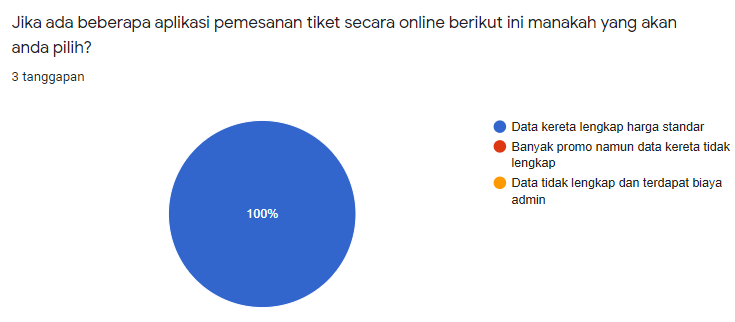 Jika ada beberapa aplikasi pemesanan tiket secara online berikut ini manakah yang akan
anda pilih?
3 tanggapan
100%
Data kereta lengkap harga standar
Banyak promo namun data kereta tidak
lengkap
Data tidak lengkap dan terdapat biaya
admin